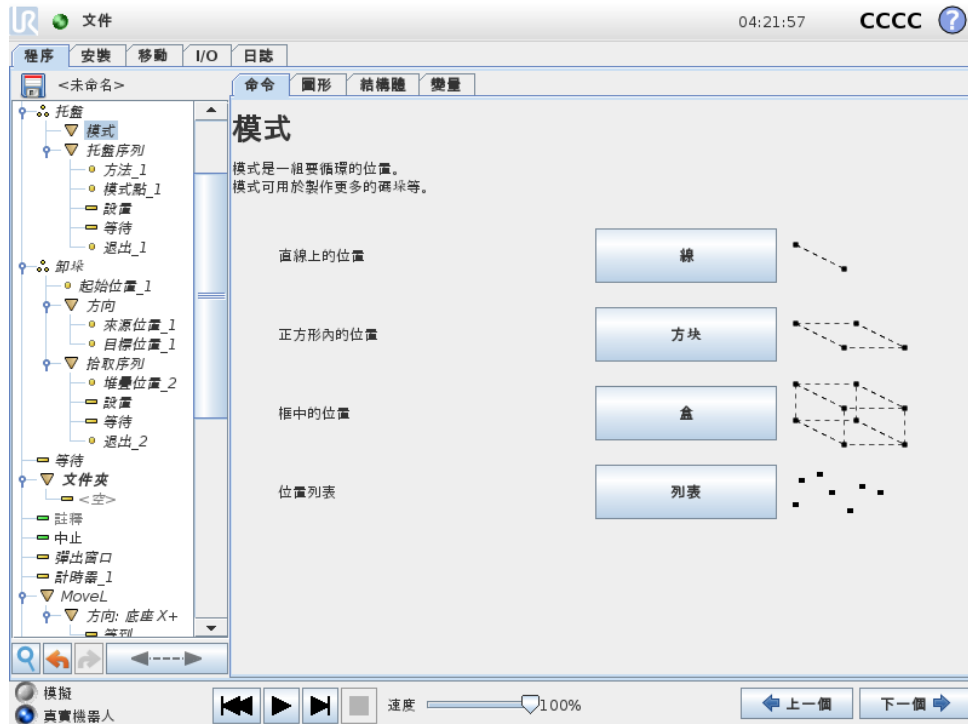 UR 文件 04:21:57 CCCC ?
程序 安裝 移動 I/O 日誌
<未命名>
命令 圖形 結構體 變量
托盤
模式
托盤序列
方法_1
模式點_1
設置
等待
退出_1
卸垛
起始位置_1
方向
來源位置_1
目標位置_1
拾取序列
堆疊位置_2
設置
等待
退出_2
等待
文件夾
<空>
註釋
中止
彈出窗口
計時器_1
MoveL
方向: 底座 X+
等到
模式
模式是一組要循環的位置。
模式可用於製作更多的碼垛等。
直線上的位置 線
正方形內的位置 方块
框中的位置 盒
位置列表 列表
模擬
真實機器人
速度 100%
上一個 下一個